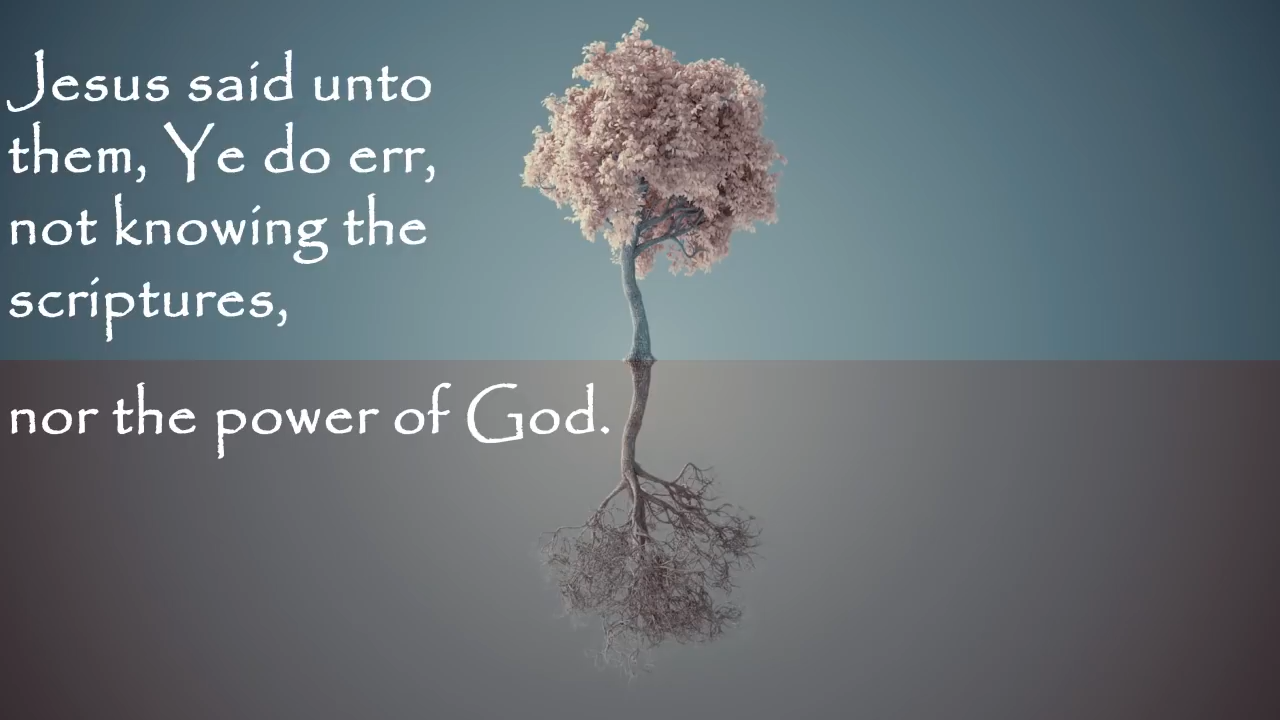 Jesus said unto
them, Ye do err,
not knowing the
scriptures,
nor the power of God.